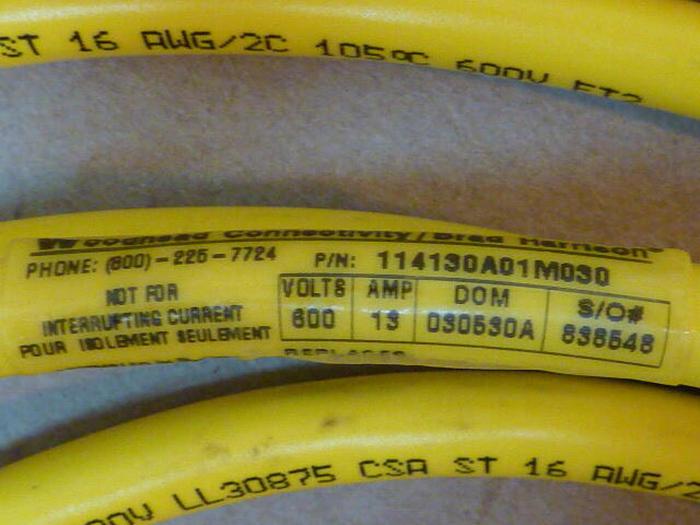 ST 16 AWG/2C 105°C 600V FT2
Woodhead Connectivity/Brad Harrison®
PHONE: (800)-225-7724 P/N: 114130A01M030
NOT FOR
INTERRUPTING CURRENT
POUR ISOLEMENT SEULEMENT
VOLTS AMP DOM S/O#
600 13 030530A 838548
LL30875 CSA ST 16 AWG/2